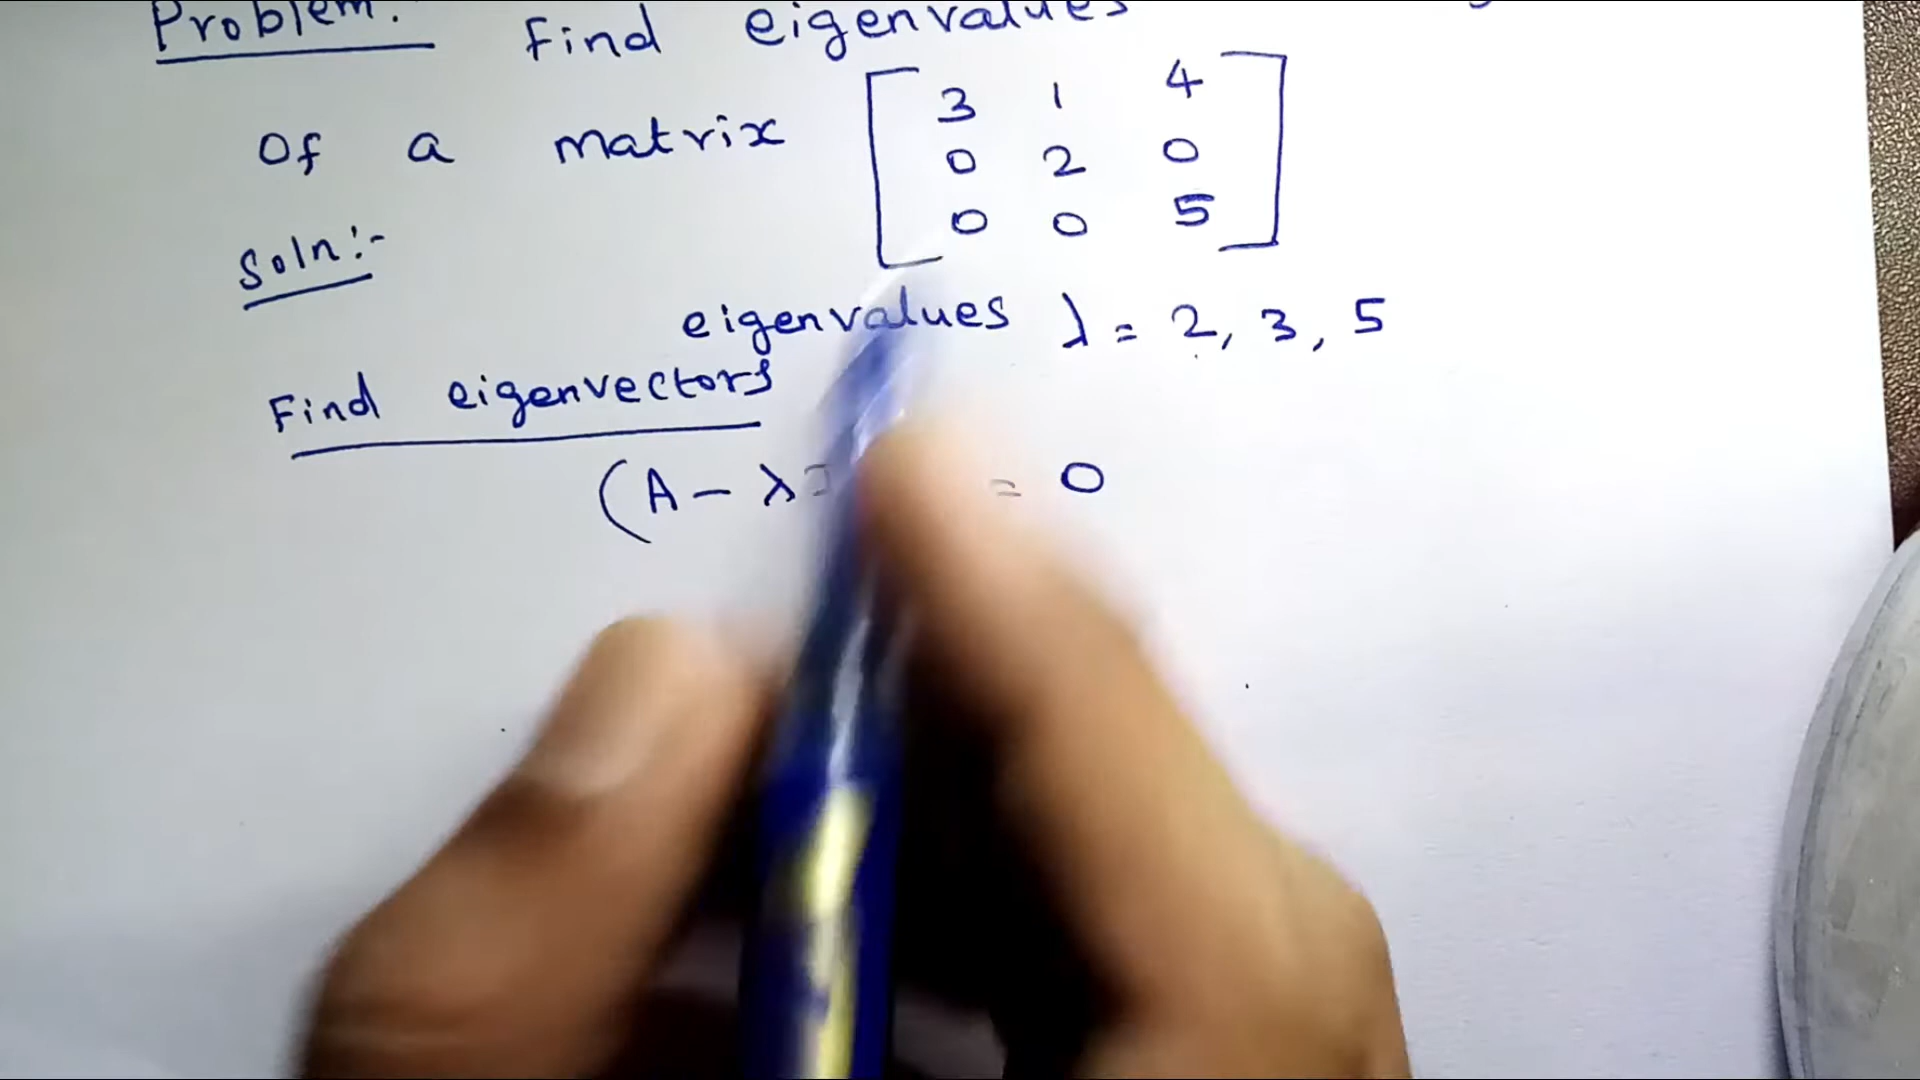 Problem: Find eigenvalues
Of a matrix [ 3 1 4
0 2 0
0 0 5 ]
Soln:-
eigenvalues λ = 2, 3, 5
Find eigenvectors
(A - λ = 0